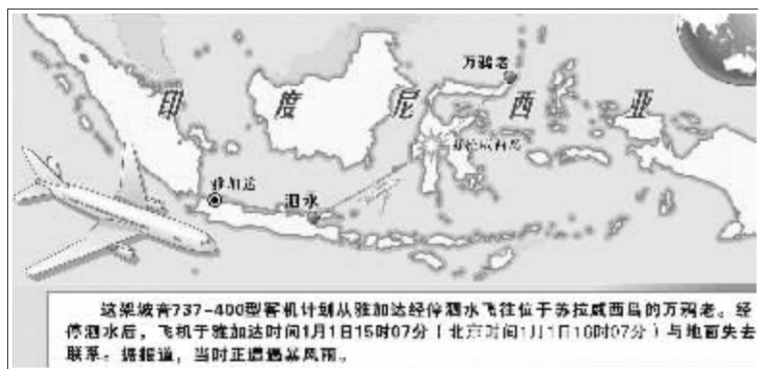 万鸦老
印 度 尼 西 亚
苏拉威西岛
雅加达
泗水
这架波音737-400型客机计划从雅加达经停泗水飞往位于苏拉威西岛的万鸦老。经
停泗水后，飞机于雅加达时间1月1日15时07分（北京时间1月1日16时07分）与地面失去
联系。据报道，当时正遭遇暴风雨。